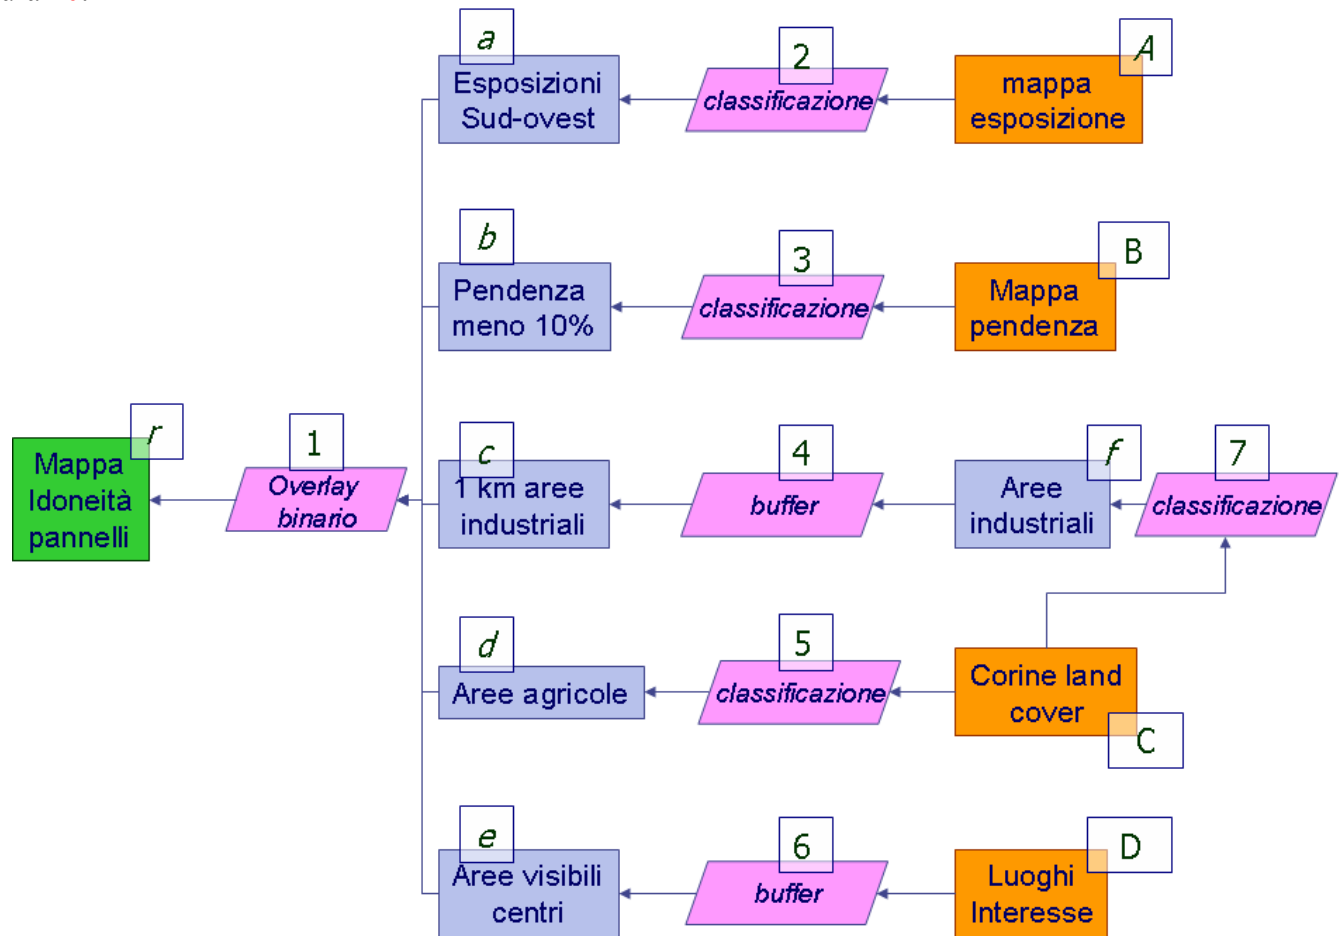 a
Esposizioni
Sud-ovest
2
classificazione
A
mappa
esposizione
b
Pendenza
meno 10%
3
classificazione
B
Mappa
pendenza
r
Mappa
Idoneità
pannelli
1
Overlay
binario
c
1 km aree
industriali
4
buffer
f
Aree
industriali
7
classificazione
d
Aree agricole
5
classificazione
Corine land
cover
C
e
Aree visibili
centri
6
buffer
D
Luoghi
Interesse